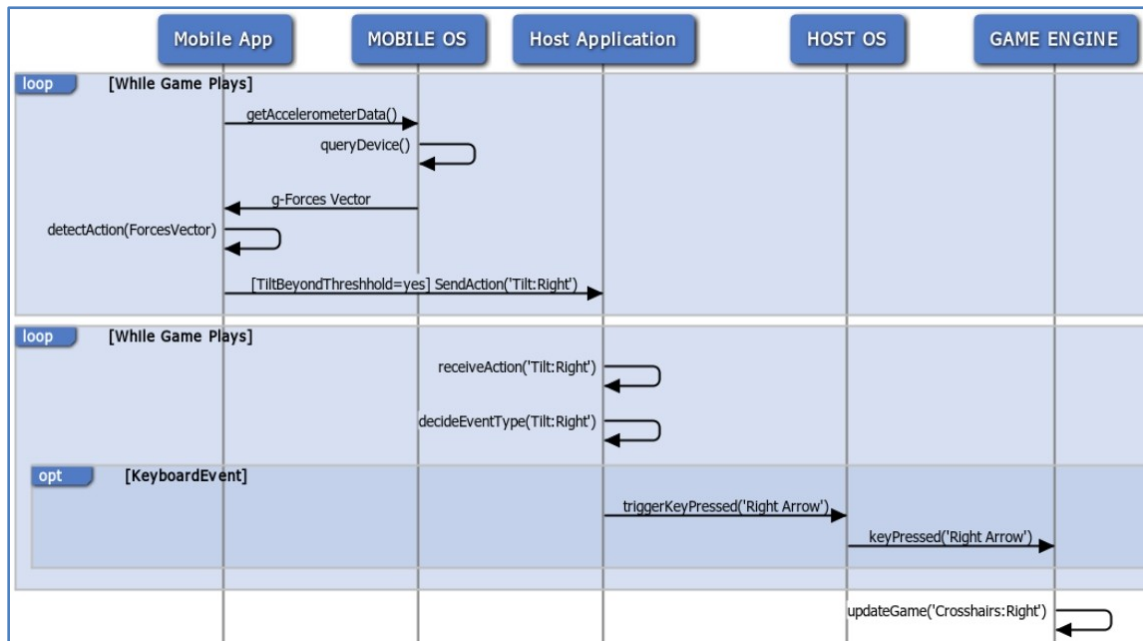 Mobile App
MOBILE OS
Host Application
HOST OS
GAME ENGINE
loop [While Game Plays]
getAccelerometerData()
queryDevice()
g-Forces Vector
detectAction(ForcesVector)
[TiltBeyondThreshhold=yes] SendAction('Tilt:Right')
loop [While Game Plays]
receiveAction('Tilt:Right')
decideEventType(Tilt:Right')
opt [KeyboardEvent]
triggerKeyPressed('Right Arrow')
keyPressed('Right Arrow')
updateGame('Crosshairs:Right')